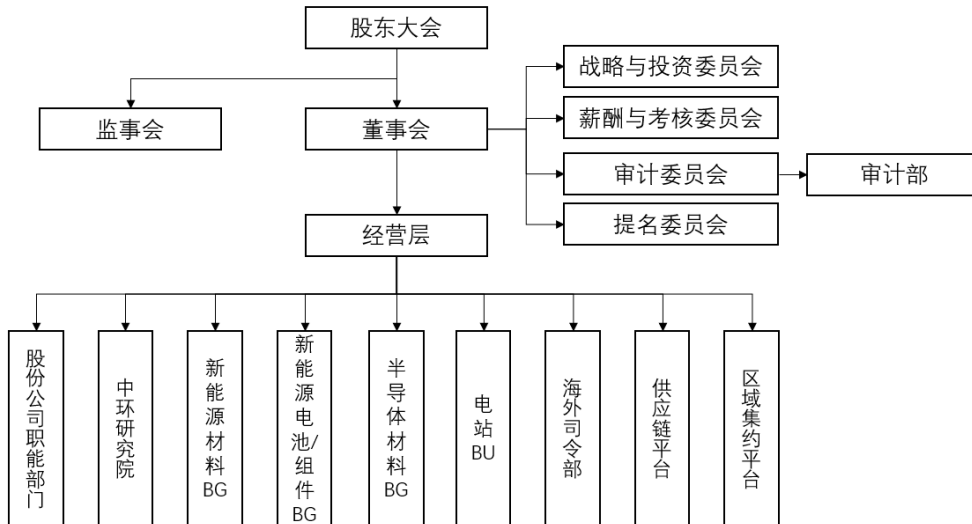 股东大会
战略与投资委员会
监事会
董事会
薪酬与考核委员会
审计委员会
审计部
提名委员会
经营层
股份公司职能部门
中环研究院
新能源材料BG
新能源电池/组件BG
半导体材料BG
电站BU
海外司令部
供应链平台
区域集约平台